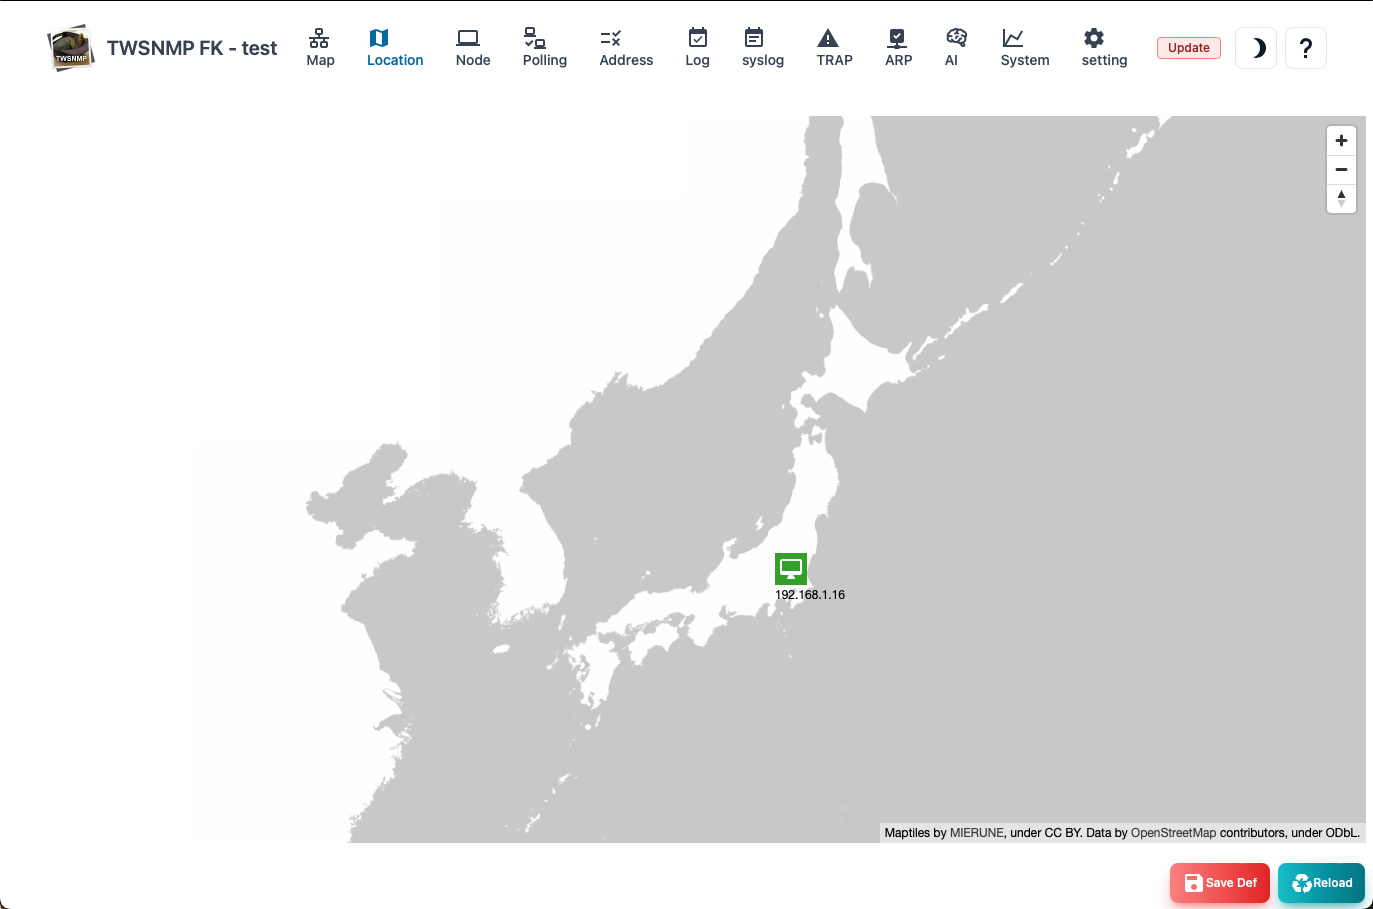 TWSNMP
TWSNMP FK - test
Map
Location
Node
Polling
Address
Log
syslog
TRAP
ARP
AI
System
setting
Update
?
192.168.1.16
Maptiles by MIERUNE, under CC BY. Data by OpenStreetMap contributors, under ODbL.
Save Def
Reload